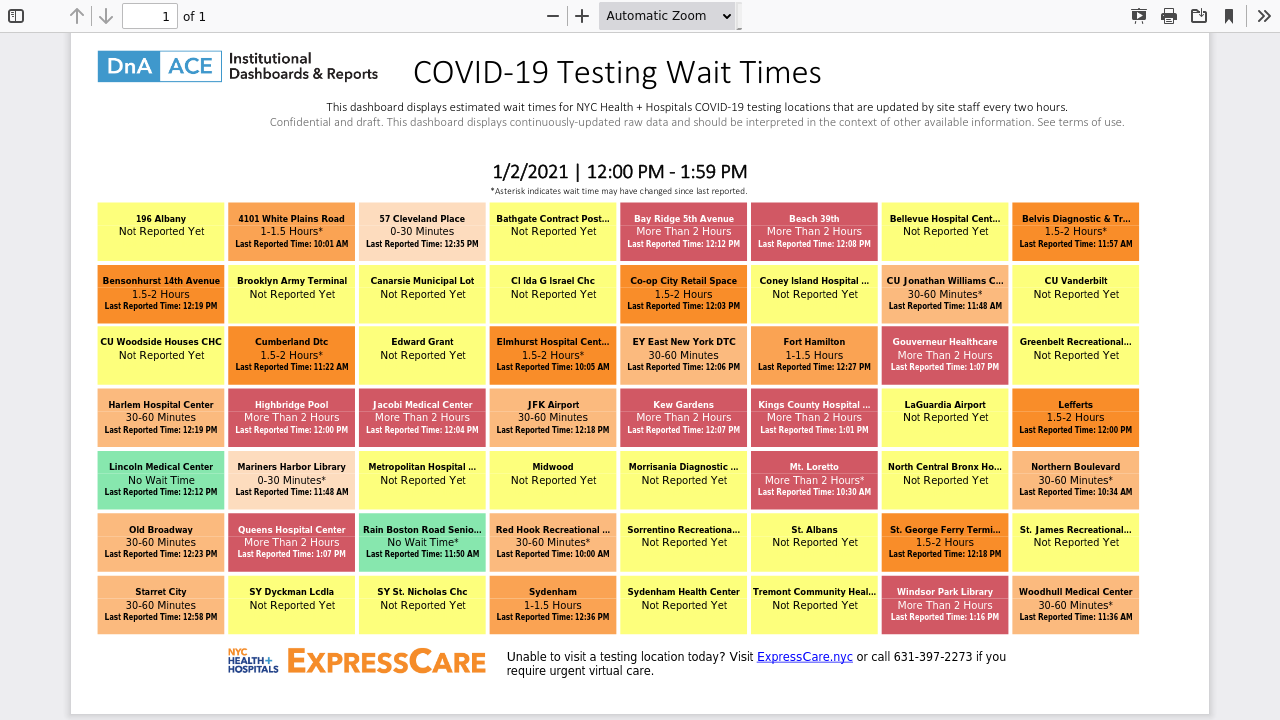 1 of 1 Automatic Zoom
DnA ACE Institutional Dashboards & Reports
COVID-19 Testing Wait Times
This dashboard displays estimated wait times for NYC Health + Hospitals COVID-19 testing locations that are updated by site staff every two hours.
Confidential and draft. This dashboard displays continuously-updated raw data and should be interpreted in the context of other available information. See terms of use.
1/2/2021 | 12:00 PM - 1:59 PM
*Asterisk indicates wait time may have changed since last reported.
196 Albany
Not Reported Yet
4101 White Plains Road
1-1.5 Hours*
Last Reported Time: 10:01 AM
57 Cleveland Place
0-30 Minutes
Last Reported Time: 12:35 PM
Bathgate Contract Post...
Not Reported Yet
Bay Ridge 5th Avenue
More Than 2 Hours
Last Reported Time: 12:12 PM
Beach 39th
More Than 2 Hours
Last Reported Time: 12:08 PM
Bellevue Hospital Cent...
Not Reported Yet
Belvis Diagnostic & Tr...
1.5-2 Hours*
Last Reported Time: 11:57 AM
Bensonhurst 14th Avenue
1.5-2 Hours
Last Reported Time: 12:19 PM
Brooklyn Army Terminal
Not Reported Yet
Canarsie Municipal Lot
Not Reported Yet
Cl Ida G Israel Chc
Not Reported Yet
Co-op City Retail Space
1.5-2 Hours
Last Reported Time: 12:03 PM
Coney Island Hospital ...
Not Reported Yet
CU Jonathan Williams C...
30-60 Minutes*
Last Reported Time: 11:48 AM
CU Vanderbilt
Not Reported Yet
CU Woodside Houses CHC
Not Reported Yet
Cumberland Dtc
1.5-2 Hours*
Last Reported Time: 11:22 AM
Edward Grant
Not Reported Yet
Elmhurst Hospital Cent...
1.5-2 Hours*
Last Reported Time: 10:05 AM
EY East New York DTC
30-60 Minutes
Last Reported Time: 12:06 PM
Fort Hamilton
1-1.5 Hours
Last Reported Time: 12:27 PM
Gouverneur Healthcare
More Than 2 Hours
Last Reported Time: 1:07 PM
Greenbelt Recreational...
Not Reported Yet
Harlem Hospital Center
30-60 Minutes
Last Reported Time: 12:19 PM
Highbridge Pool
More Than 2 Hours
Last Reported Time: 12:00 PM
Jacobi Medical Center
More Than 2 Hours
Last Reported Time: 12:04 PM
JFK Airport
30-60 Minutes
Last Reported Time: 12:18 PM
Kew Gardens
More Than 2 Hours
Last Reported Time: 12:07 PM
Kings County Hospital ...
More Than 2 Hours
Last Reported Time: 1:01 PM
LaGuardia Airport
Not Reported Yet
Lefferts
1.5-2 Hours
Last Reported Time: 12:00 PM
Lincoln Medical Center
No Wait Time
Last Reported Time: 12:12 PM
Mariners Harbor Library
0-30 Minutes*
Last Reported Time: 11:48 AM
Metropolitan Hospital ...
Not Reported Yet
Midwood
Not Reported Yet
Morrisania Diagnostic ...
Not Reported Yet
Mt. Loretto
More Than 2 Hours*
Last Reported Time: 10:30 AM
North Central Bronx Ho...
Not Reported Yet
Northern Boulevard
30-60 Minutes*
Last Reported Time: 10:34 AM
Old Broadway
30-60 Minutes
Last Reported Time: 12:23 PM
Queens Hospital Center
More Than 2 Hours
Last Reported Time: 1:07 PM
Rain Boston Road Senio...
No Wait Time*
Last Reported Time: 11:50 AM
Red Hook Recreational ...
30-60 Minutes*
Last Reported Time: 10:00 AM
Sorrentino Recreationa...
Not Reported Yet
St. Albans
Not Reported Yet
St. George Ferry Termi...
1.5-2 Hours
Last Reported Time: 12:18 PM
St. James Recreational...
Not Reported Yet
Starret City
30-60 Minutes
Last Reported Time: 12:58 PM
SY Dyckman Lcdla
Not Reported Yet
SY St. Nicholas Chc
Not Reported Yet
Sydenham
1-1.5 Hours
Last Reported Time: 12:36 PM
Sydenham Health Center
Not Reported Yet
Tremont Community Heal...
Not Reported Yet
Windsor Park Library
More Than 2 Hours
Last Reported Time: 1:16 PM
Woodhull Medical Center
30-60 Minutes*
Last Reported Time: 11:36 AM
NYC HEALTH+ HOSPITALS
EXPRESSCARE
Unable to visit a testing location today? Visit ExpressCare.nyc or call 631-397-2273 if you
require urgent virtual care.